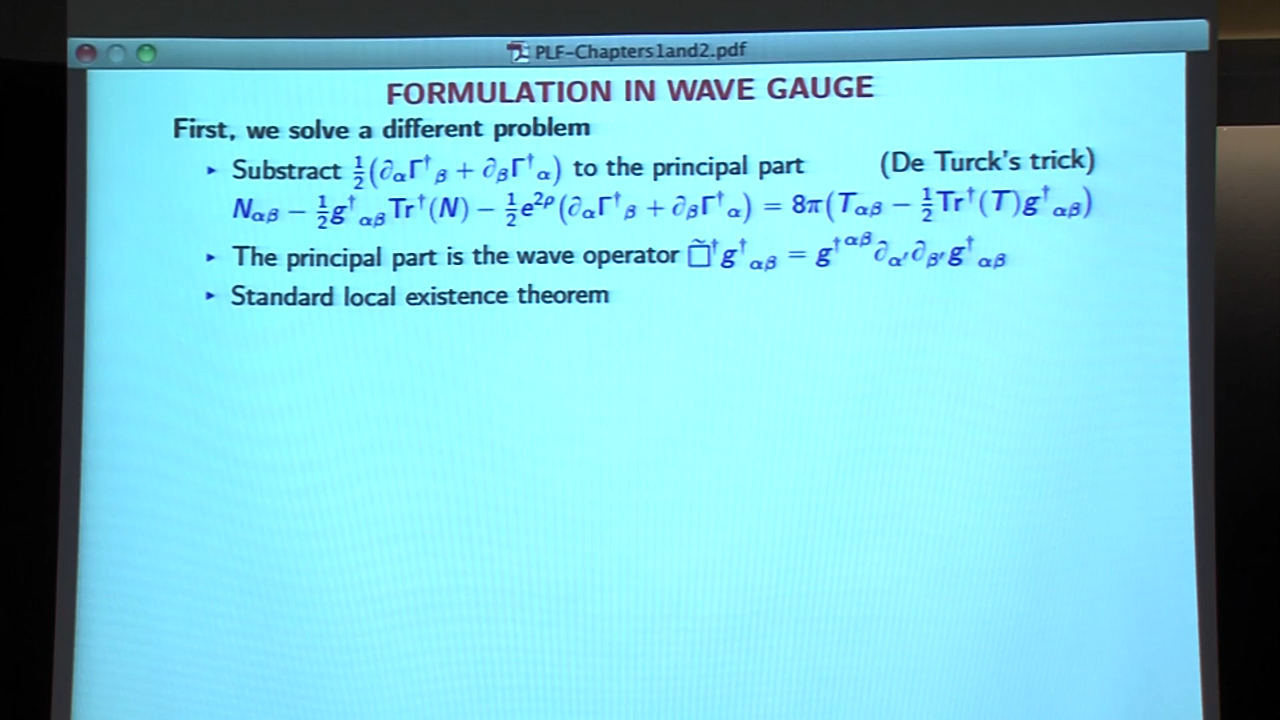 PLF-Chapters1and2.pdf
FORMULATION IN WAVE GAUGE
First, we solve a different problem
▸ Substract ½(∂αΓ†β + ∂βΓ†α) to the principal part (De Turck's trick)
Nαβ − ½g†αβTr†(N) − ½e²ᵖ(∂αΓ†β + ∂βΓ†α) = 8π(Tαβ − ½Tr†(T)g†αβ)
▸ The principal part is the wave operator □̃†g†αβ = g†αβ∂α′∂β′g†αβ
▸ Standard local existence theorem